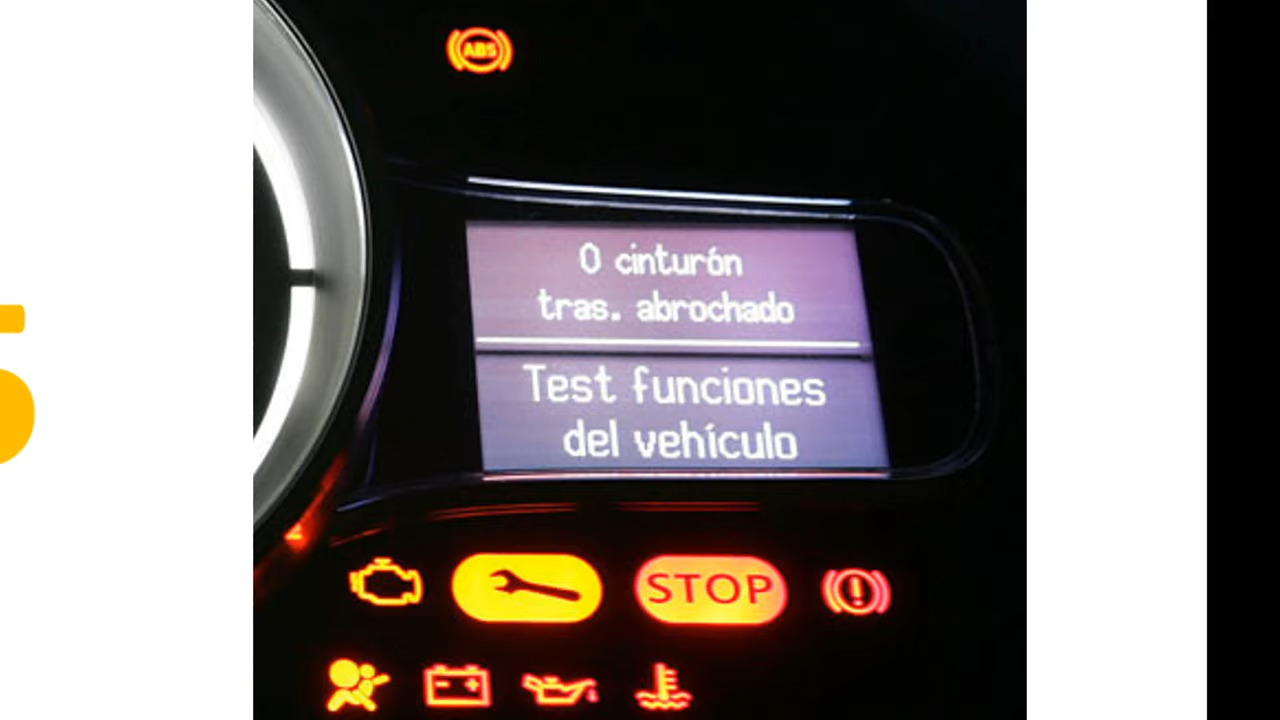 ABS
0 cinturón
tras. abrochado
Test funciones
del vehículo
STOP